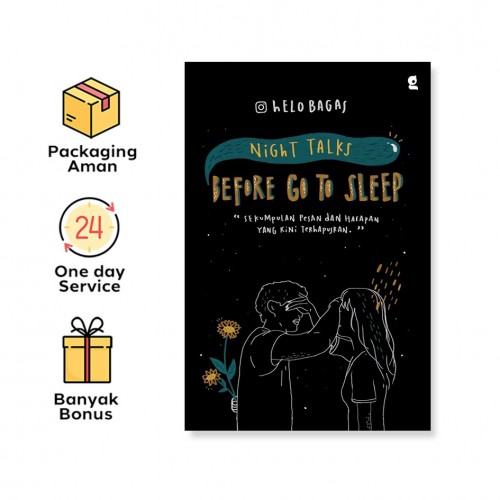 Packaging
Aman
24
One day
Service
Banyak
Bonus
hELO BAGAS
NiGhT TALKS
BEFORE GO TO SLEEP
" SEKUMPULAN PESAN DAN HARAPAN
YANG KINI TERHAPUSKAN. "